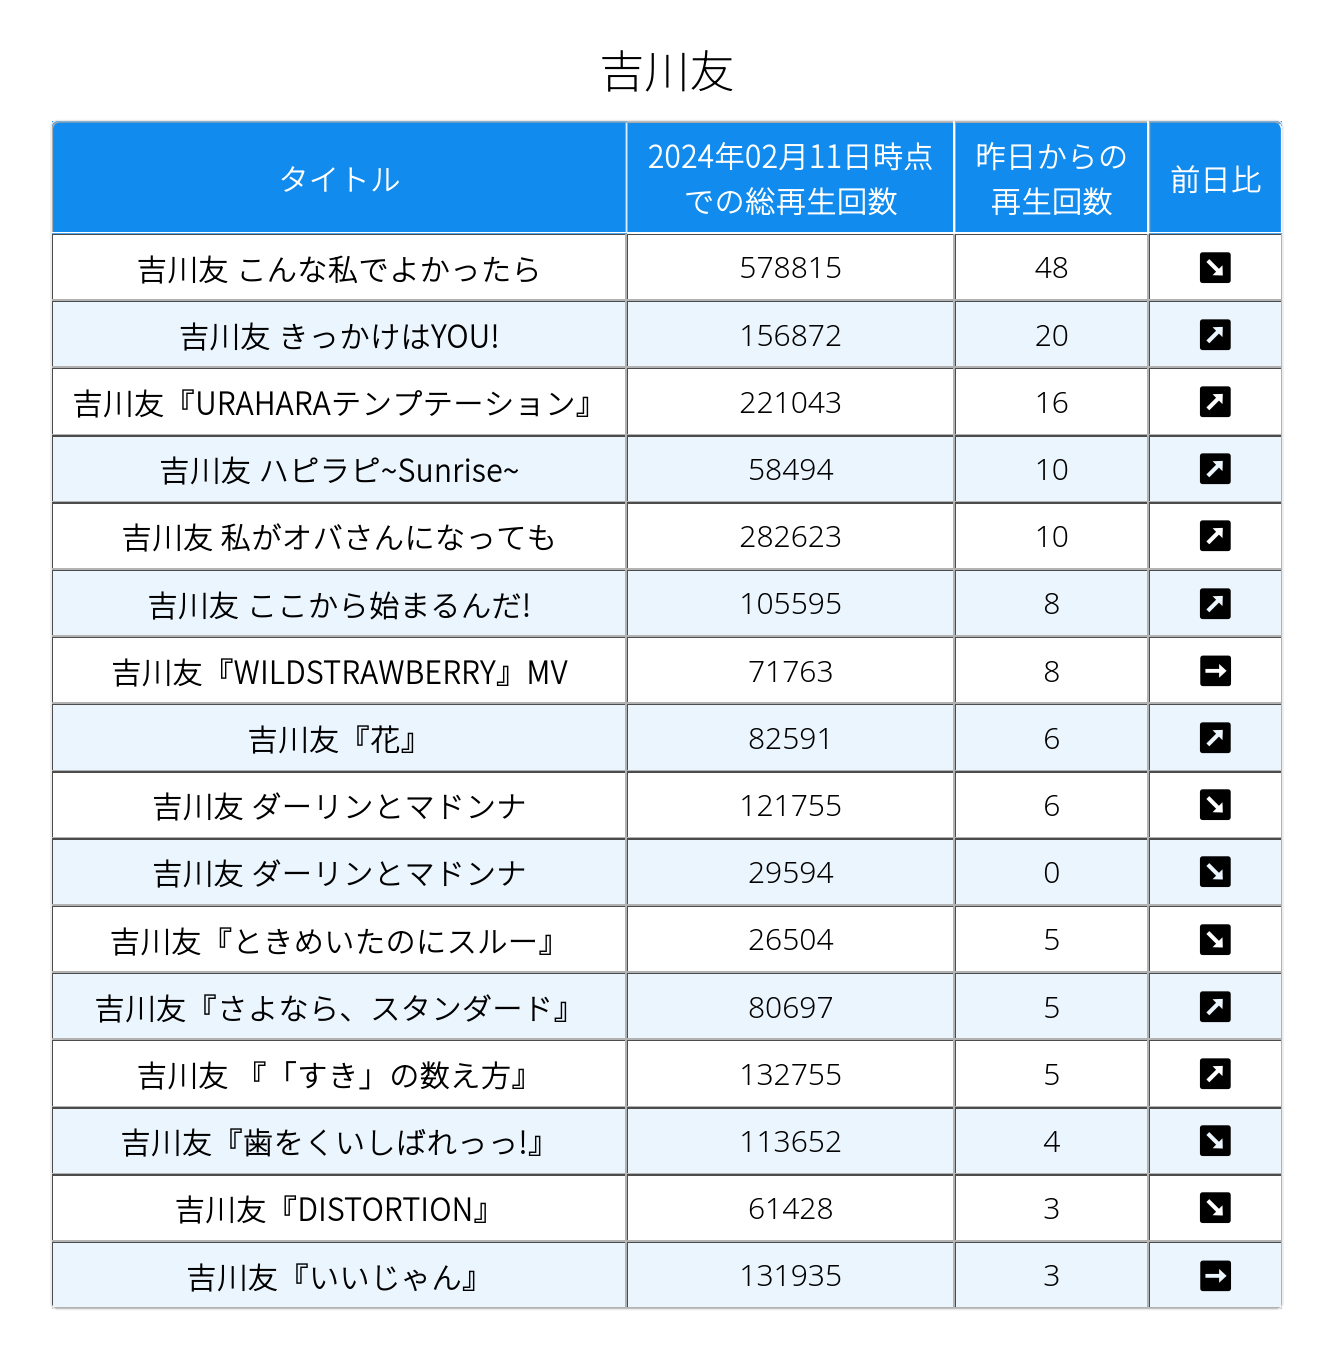 吉川友
タイトル 2024年02月11日時点での総再生回数 昨日からの再生回数 前日比
吉川友 こんな私でよかったら 578815 48 ↘
吉川友 きっかけはYOU! 156872 20 ↗
吉川友『URAHARAテンプテーション』 221043 16 ↗
吉川友 ハピラピ~Sunrise~ 58494 10 ↗
吉川友 私がオバさんになっても 282623 10 ↗
吉川友 ここから始まるんだ! 105595 8 ↗
吉川友『WILDSTRAWBERRY』MV 71763 8 →
吉川友『花』 82591 6 ↗
吉川友 ダーリンとマドンナ 121755 6 ↘
吉川友 ダーリンとマドンナ 29594 0 ↘
吉川友『ときめいたのにスルー』 26504 5 ↘
吉川友『さよなら、スタンダード』 80697 5 ↗
吉川友 『「すき」の数え方』 132755 5 ↗
吉川友『歯をくいしばれっっ!』 113652 4 ↘
吉川友『DISTORTION』 61428 3 ↘
吉川友『いいじゃん』 131935 3 →